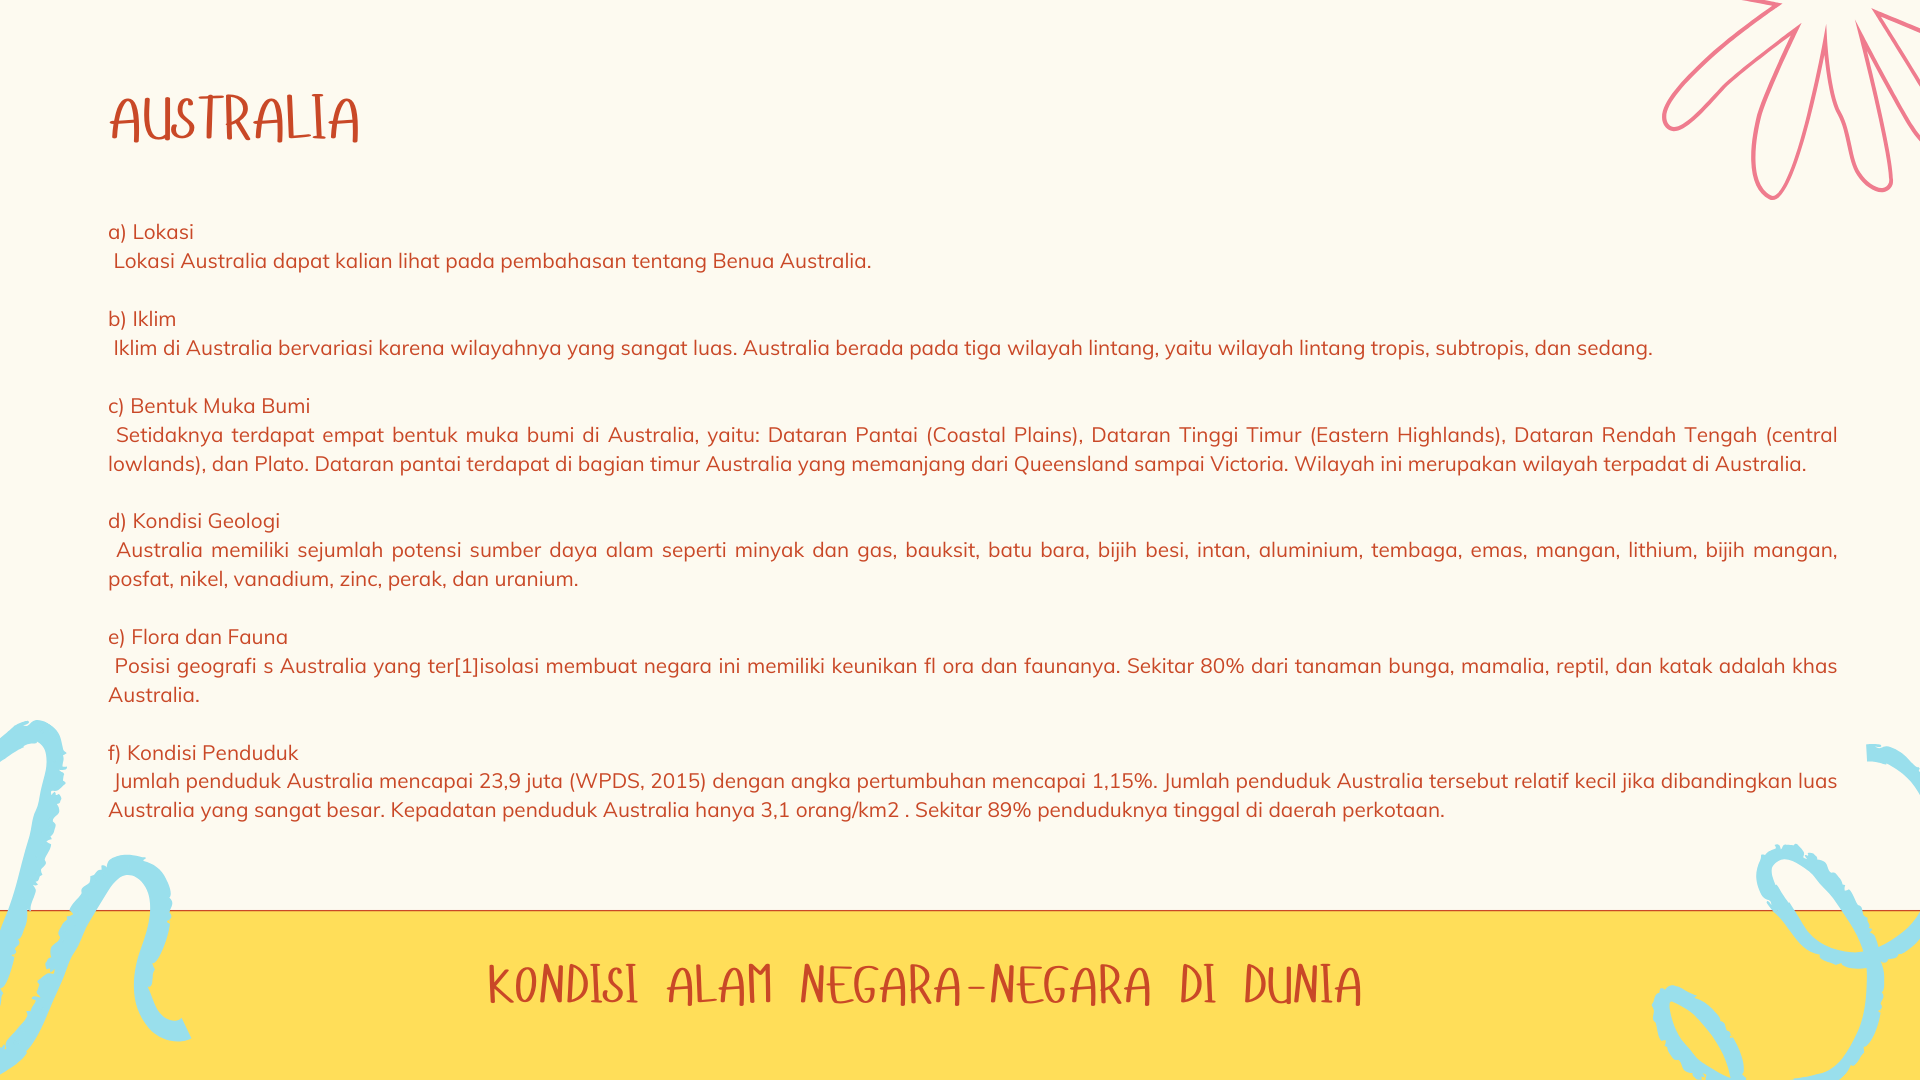 AUSTRALIA
a) Lokasi
Lokasi Australia dapat kalian lihat pada pembahasan tentang Benua Australia.
b) Iklim
Iklim di Australia bervariasi karena wilayahnya yang sangat luas. Australia berada pada tiga wilayah lintang, yaitu wilayah lintang tropis, subtropis, dan sedang.
c) Bentuk Muka Bumi
Setidaknya terdapat empat bentuk muka bumi di Australia, yaitu: Dataran Pantai (Coastal Plains), Dataran Tinggi Timur (Eastern Highlands), Dataran Rendah Tengah (central
lowlands), dan Plato. Dataran pantai terdapat di bagian timur Australia yang memanjang dari Queensland sampai Victoria. Wilayah ini merupakan wilayah terpadat di Australia.
d) Kondisi Geologi
Australia memiliki sejumlah potensi sumber daya alam seperti minyak dan gas, bauksit, batu bara, bijih besi, intan, aluminium, tembaga, emas, mangan, lithium, bijih mangan,
posfat, nikel, vanadium, zinc, perak, dan uranium.
e) Flora dan Fauna
Posisi geografi s Australia yang ter[1]isolasi membuat negara ini memiliki keunikan fl ora dan faunanya. Sekitar 80% dari tanaman bunga, mamalia, reptil, dan katak adalah khas
Australia.
f) Kondisi Penduduk
Jumlah penduduk Australia mencapai 23,9 juta (WPDS, 2015) dengan angka pertumbuhan mencapai 1,15%. Jumlah penduduk Australia tersebut relatif kecil jika dibandingkan luas
Australia yang sangat besar. Kepadatan penduduk Australia hanya 3,1 orang/km2 . Sekitar 89% penduduknya tinggal di daerah perkotaan.
KONDISI ALAM NEGARA-NEGARA DI DUNIA